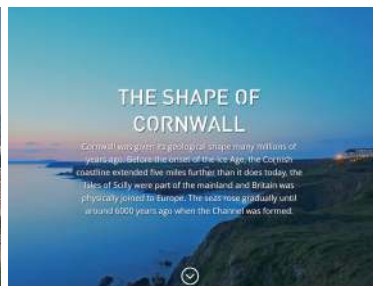 THE SHAPE OF
CORNWALL
Cornwall was given its geological shape many millions of
years ago. Before the onset of the Ice Age, the Cornish
coastline extended five miles further than it does today, the
Isles of Scilly were part of the mainland and Britain was
physically joined to Europe. The seas rose gradually until
around 6000 years ago when the Channel was formed.